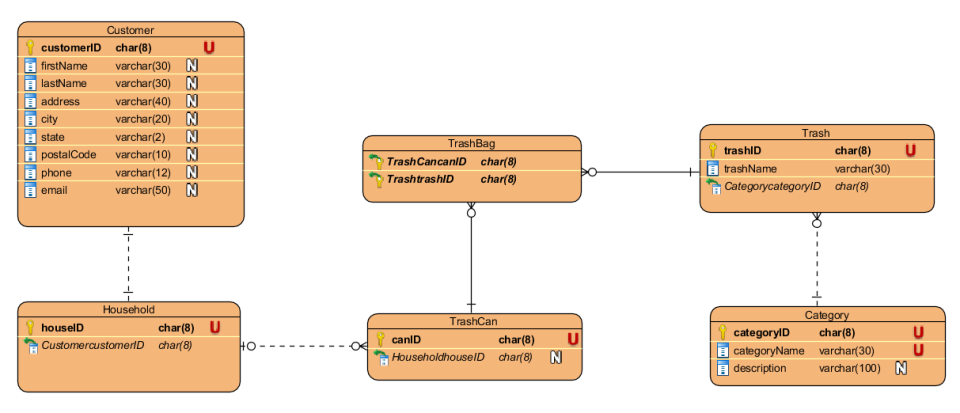 Customer
customerID char(8) U
firstName varchar(30) N
lastName varchar(30) N
address varchar(40) N
city varchar(20) N
state varchar(2) N
postalCode varchar(10) N
phone varchar(12) N
email varchar(50) N
TrashBag
TrashCancanID char(8)
TrashtrashID char(8)
Trash
trashID char(8) U
trashName varchar(30)
CategorycategoryID char(8)
Household
houseID char(8) U
CustomercustomerID char(8)
TrashCan
canID char(8) U
HouseholdhouseID char(8) N
Category
categoryID char(8) U
categoryName varchar(30) U
description varchar(100) N